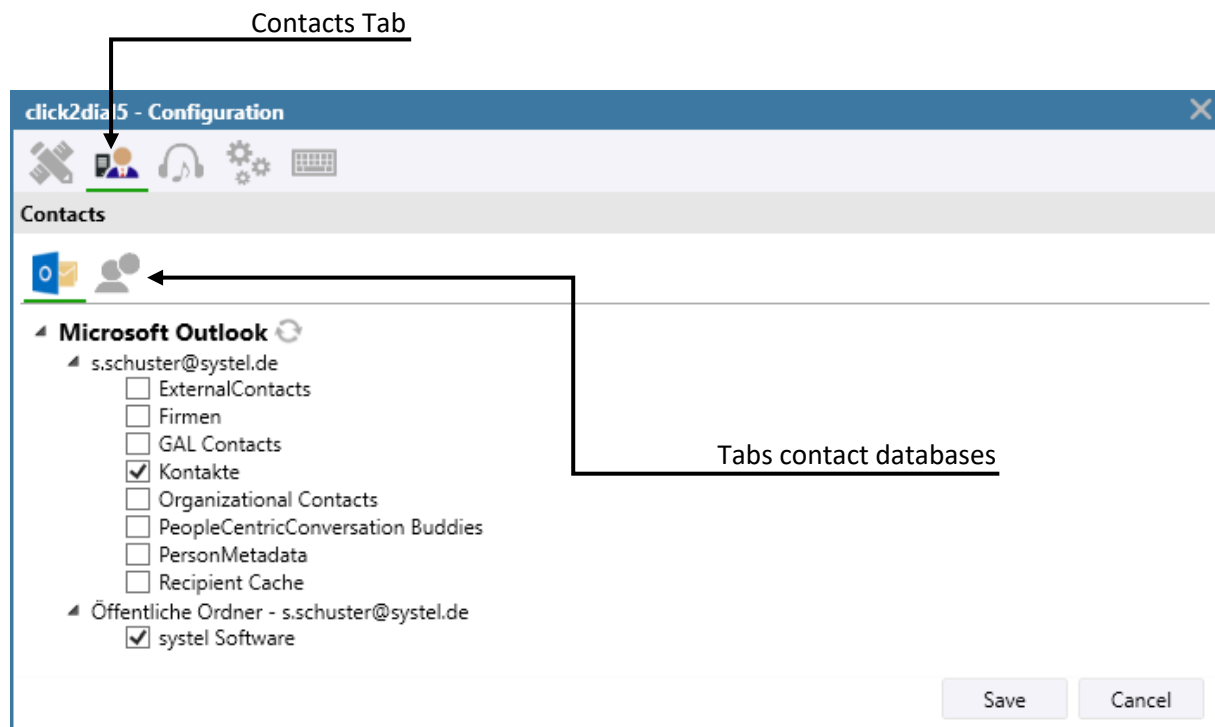 Contacts Tab
click2dial5 - Configuration
Contacts
o
Microsoft Outlook
s.schuster@systel.de
ExternalContacts
Firmen
GAL Contacts
Kontakte
Organizational Contacts
PeopleCentricConversation Buddies
PersonMetadata
Recipient Cache
Öffentliche Ordner - s.schuster@systel.de
systel Software
Tabs contact databases
Save
Cancel